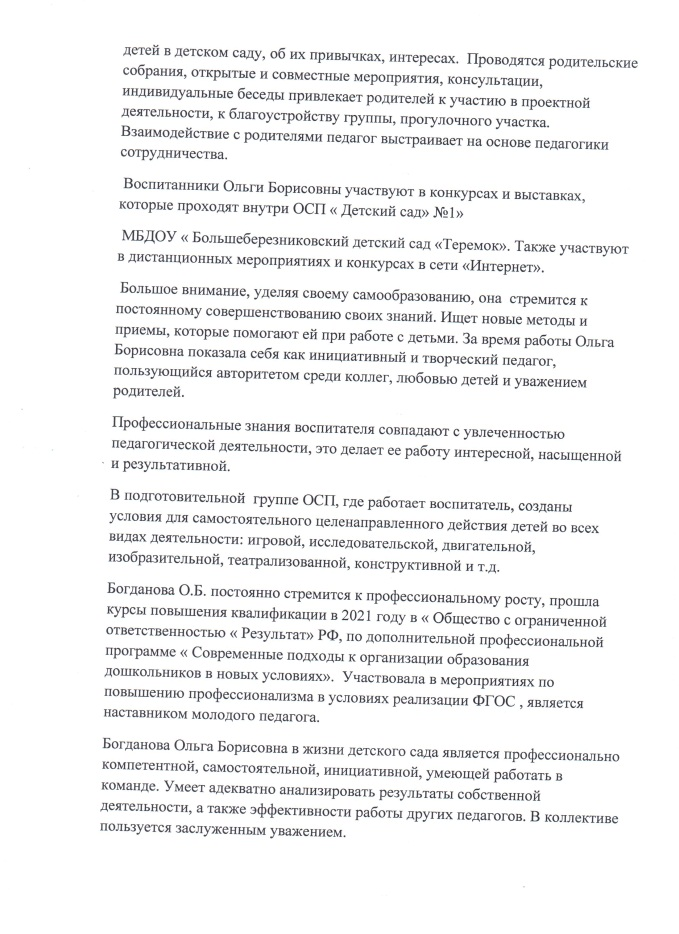 детей в детском саду, об их привычках, интересах.  Проводятся родительские
собрания, открытые и совместные мероприятия, консультации,
индивидуальные беседы привлекает родителей к участию в проектной
деятельности, к благоустройству группы, прогулочного участка.
Взаимодействие с родителями педагог выстраивает на основе педагогики
сотрудничества.
Воспитанники Ольги Борисовны участвуют в конкурсах и выставках,
которые проходят внутри ОСП « Детский сад» №1»
МБДОУ « Большеберезниковский детский сад «Теремок». Также участвуют
в дистанционных мероприятиях и конкурсах в сети «Интернет».
Большое внимание, уделяя своему самообразованию, она  стремится к
постоянному совершенствованию своих знаний. Ищет новые методы и
приемы, которые помогают ей при работе с детьми. За время работы Ольга
Борисовна показала себя как инициативный и творческий педагог,
пользующийся авторитетом среди коллег, любовью детей и уважением
родителей.
Профессиональные знания воспитателя совпадают с увлеченностью
педагогической деятельности, это делает ее работу интересной, насыщенной
и результативной.
В подготовительной  группе ОСП, где работает воспитатель, созданы
условия для самостоятельного целенаправленного действия детей во всех
видах деятельности: игровой, исследовательской, двигательной,
изобразительной, театрализованной, конструктивной и т.д.
Богданова О.Б. постоянно стремится к профессиональному росту, прошла
курсы повышения квалификации в 2021 году в « Общество с ограниченной
ответственностью « Результат» РФ, по дополнительной профессиональной
программе « Современные подходы к организации образования
дошкольников в новых условиях».  Участвовала в мероприятиях по
повышению профессионализма в условиях реализации ФГОС , является
наставником молодого педагога.
Богданова Ольга Борисовна в жизни детского сада является профессионально
компетентной, самостоятельной, инициативной, умеющей работать в
команде. Умеет адекватно анализировать результаты собственной
деятельности, а также эффективности работы других педагогов. В коллективе
пользуется заслуженным уважением.